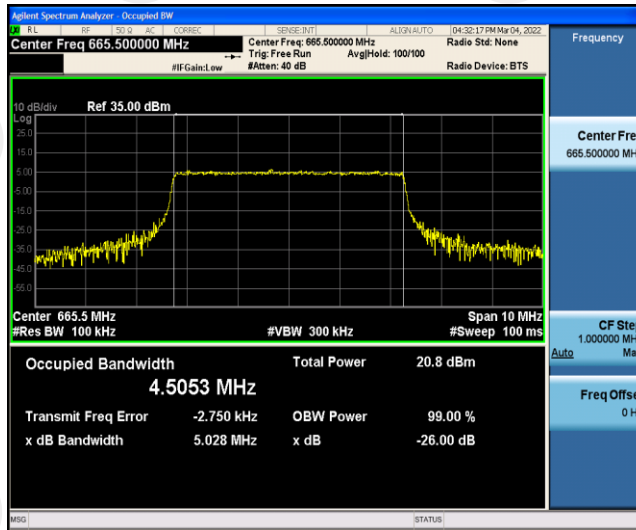 Agilent Spectrum Analyzer - Occupied BW
RL RF 50 Ω AC CORREC SENSE:INT ALIGN AUTO 04:32:17 PM Mar 04, 2022
Center Freq 665.500000 MHz
Center Freq: 665.500000 MHz
Radio Std: None
Trig: Free Run Avg|Hold: 100/100
#IFGain:Low #Atten: 40 dB
Radio Device: BTS
Frequency
10 dB/div Ref 35.00 dBm
Log
25.0
15.0
5.00
-5.00
-15.0
-25.0
-35.0
-45.0
-55.0
Center Fre
665.500000 MH
Center 665.5 MHz Span 10 MHz
#Res BW 100 kHz #VBW 300 kHz #Sweep 100 ms
CF Ste
1.000000 MH
Auto Ma
Occupied Bandwidth Total Power 20.8 dBm
4.5053 MHz
Transmit Freq Error -2.750 kHz OBW Power 99.00 %
x dB Bandwidth 5.028 MHz x dB -26.00 dB
Freq Offse
0 H
MSG STATUS